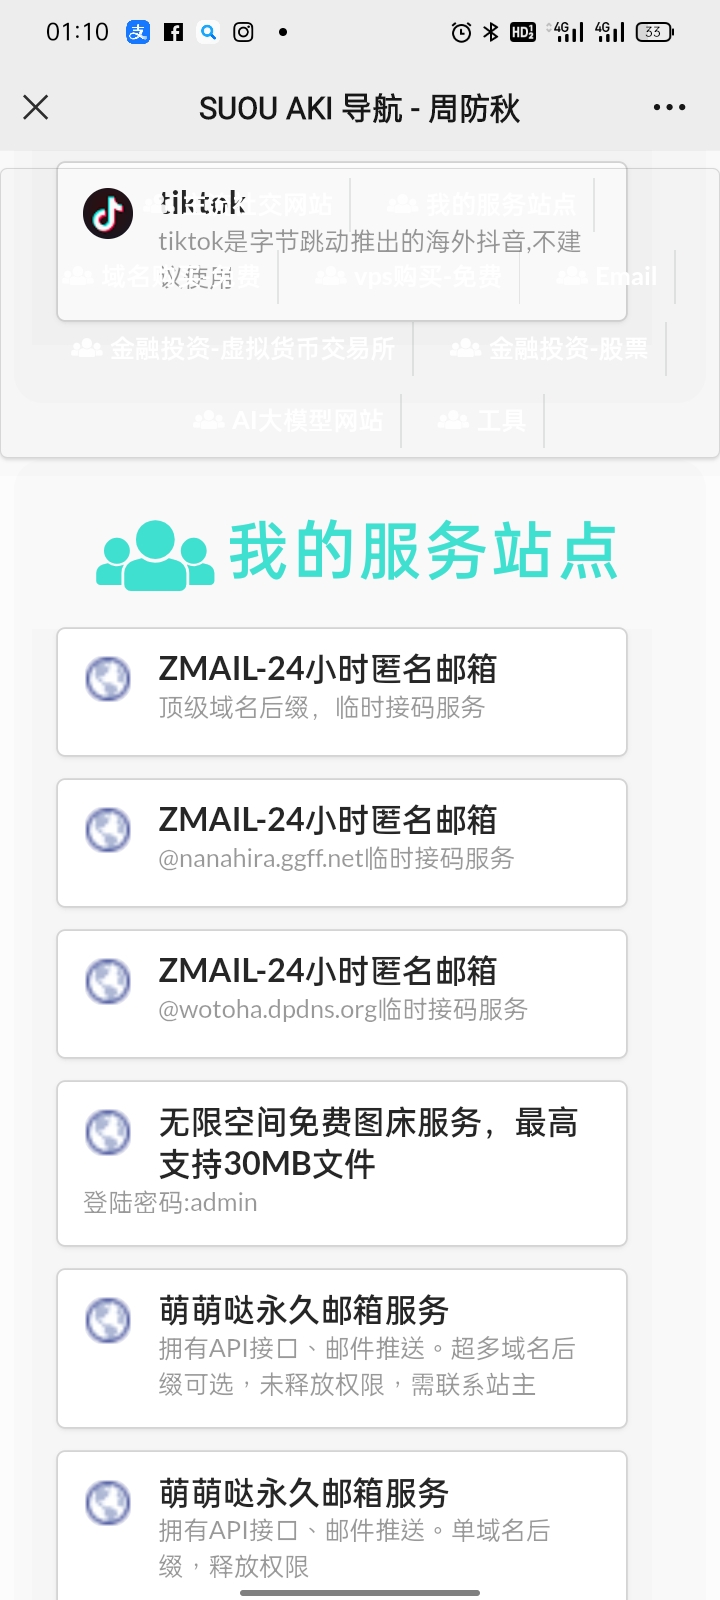 01:10
HD
4G
4G
33
SUOU AKI 导航 - 周防秋
tiktok
交网站
我的服务站点
tiktok是字节跳动推出的海外抖音,不建
议使用
域名购买-免费
vps购买-免费
Email
金融投资-虚拟货币交易所
金融投资-股票
AI大模型网站
工具
我的服务站点
ZMAIL-24小时匿名邮箱
顶级域名后缀，临时接码服务
ZMAIL-24小时匿名邮箱
@nanahira.ggff.net临时接码服务
ZMAIL-24小时匿名邮箱
@wotoha.dpdns.org临时接码服务
无限空间免费图床服务，最高
支持30MB文件
登陆密码:admin
萌萌哒永久邮箱服务
拥有API接口、邮件推送。超多域名后
缀可选，未释放权限，需联系站主
萌萌哒永久邮箱服务
拥有API接口、邮件推送。单域名后
缀，释放权限